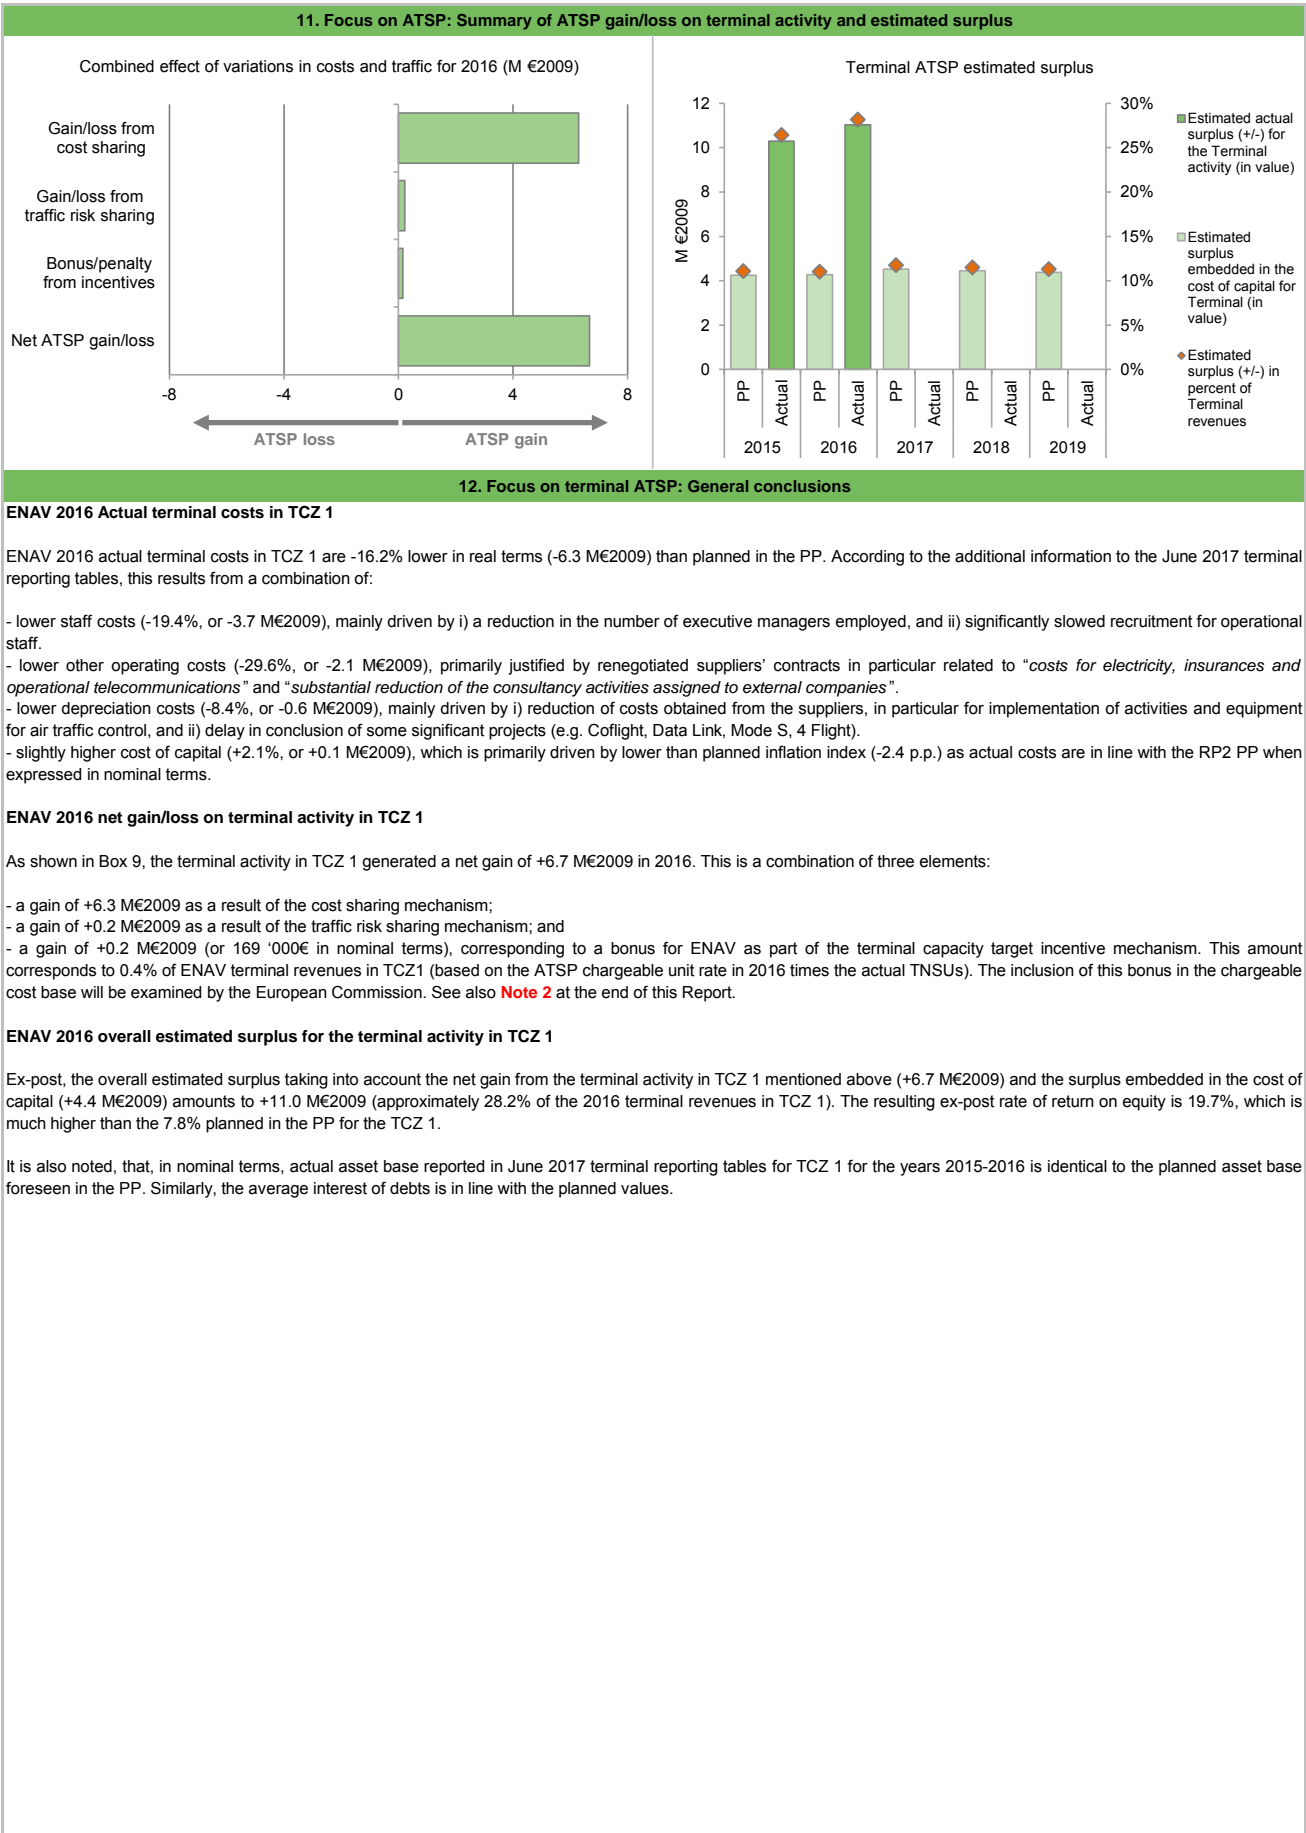 11. Focus on ATSP: Summary of ATSP gain/loss on terminal activity and estimated surplus
Combined effect of variations in costs and traffic for 2016 (M €2009)
Gain/loss from
cost sharing
Gain/loss from
traffic risk sharing
Bonus/penalty
from incentives
Net ATSP gain/loss
-8 -4 0 4 8
ATSP loss ATSP gain
Terminal ATSP estimated surplus
M €2009
12
10
8
6
4
2
0
PP Actual PP Actual PP Actual PP Actual PP Actual
2015 2016 2017 2018 2019
30%
25%
20%
15%
10%
5%
0%
Estimated actual
surplus (+/-) for
the Terminal
activity (in value)
Estimated
surplus
embedded in the
cost of capital for
Terminal (in
value)
Estimated
surplus (+/-) in
percent of
Terminal
revenues
12. Focus on terminal ATSP: General conclusions
ENAV 2016 Actual terminal costs in TCZ 1
ENAV 2016 actual terminal costs in TCZ 1 are -16.2% lower in real terms (-6.3 M€2009) than planned in the PP. According to the additional information to the June 2017 terminal
reporting tables, this results from a combination of:
- lower staff costs (-19.4%, or -3.7 M€2009), mainly driven by i) a reduction in the number of executive managers employed, and ii) significantly slowed recruitment for operational
staff.
- lower other operating costs (-29.6%, or -2.1 M€2009), primarily justified by renegotiated suppliers' contracts in particular related to “costs for electricity, insurances and
operational telecommunications” and “substantial reduction of the consultancy activities assigned to external companies”.
- lower depreciation costs (-8.4%, or -0.6 M€2009), mainly driven by i) reduction of costs obtained from the suppliers, in particular for implementation of activities and equipment
for air traffic control, and ii) delay in conclusion of some significant projects (e.g. Coflight, Data Link, Mode S, 4 Flight).
- slightly higher cost of capital (+2.1%, or +0.1 M€2009), which is primarily driven by lower than planned inflation index (-2.4 p.p.) as actual costs are in line with the RP2 PP when
expressed in nominal terms.
ENAV 2016 net gain/loss on terminal activity in TCZ 1
As shown in Box 9, the terminal activity in TCZ 1 generated a net gain of +6.7 M€2009 in 2016. This is a combination of three elements:
- a gain of +6.3 M€2009 as a result of the cost sharing mechanism;
- a gain of +0.2 M€2009 as a result of the traffic risk sharing mechanism; and
- a gain of +0.2 M€2009 (or 169 ‘000€ in nominal terms), corresponding to a bonus for ENAV as part of the terminal capacity target incentive mechanism. This amount
corresponds to 0.4% of ENAV terminal revenues in TCZ1 (based on the ATSP chargeable unit rate in 2016 times the actual TNSUs). The inclusion of this bonus in the chargeable
cost base will be examined by the European Commission. See also Note 2 at the end of this Report.
ENAV 2016 overall estimated surplus for the terminal activity in TCZ 1
Ex-post, the overall estimated surplus taking into account the net gain from the terminal activity in TCZ 1 mentioned above (+6.7 M€2009) and the surplus embedded in the cost of
capital (+4.4 M€2009) amounts to +11.0 M€2009 (approximately 28.2% of the 2016 terminal revenues in TCZ 1). The resulting ex-post rate of return on equity is 19.7%, which is
much higher than the 7.8% planned in the PP for the TCZ 1.
It is also noted, that, in nominal terms, actual asset base reported in June 2017 terminal reporting tables for TCZ 1 for the years 2015-2016 is identical to the planned asset base
foreseen in the PP. Similarly, the average interest of debts is in line with the planned values.